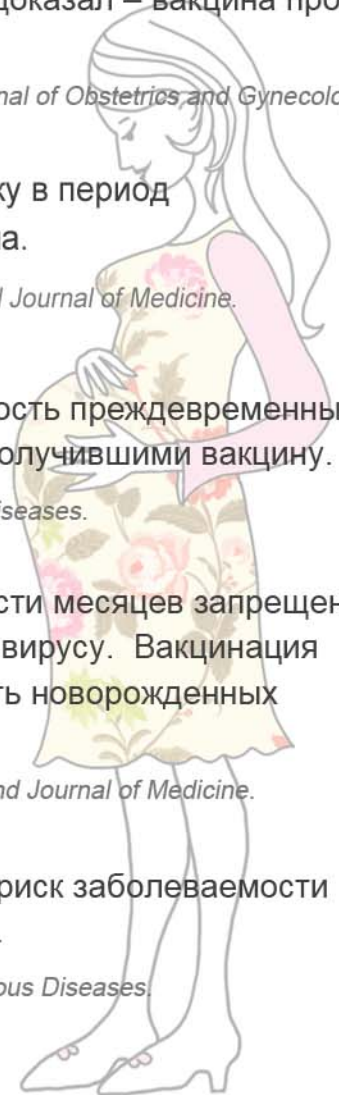 доказал – вакцина про
nal of Obstetrics and Gynecolo
ку в период
а.
d Journal of Medicine.
ость преждевременны
олучившими вакцину.
iseases.
сти месяцев запрещен
вирусу. Вакцинация
ть новорожденных
nd Journal of Medicine.
риск заболеваемости
.
ous Diseases.